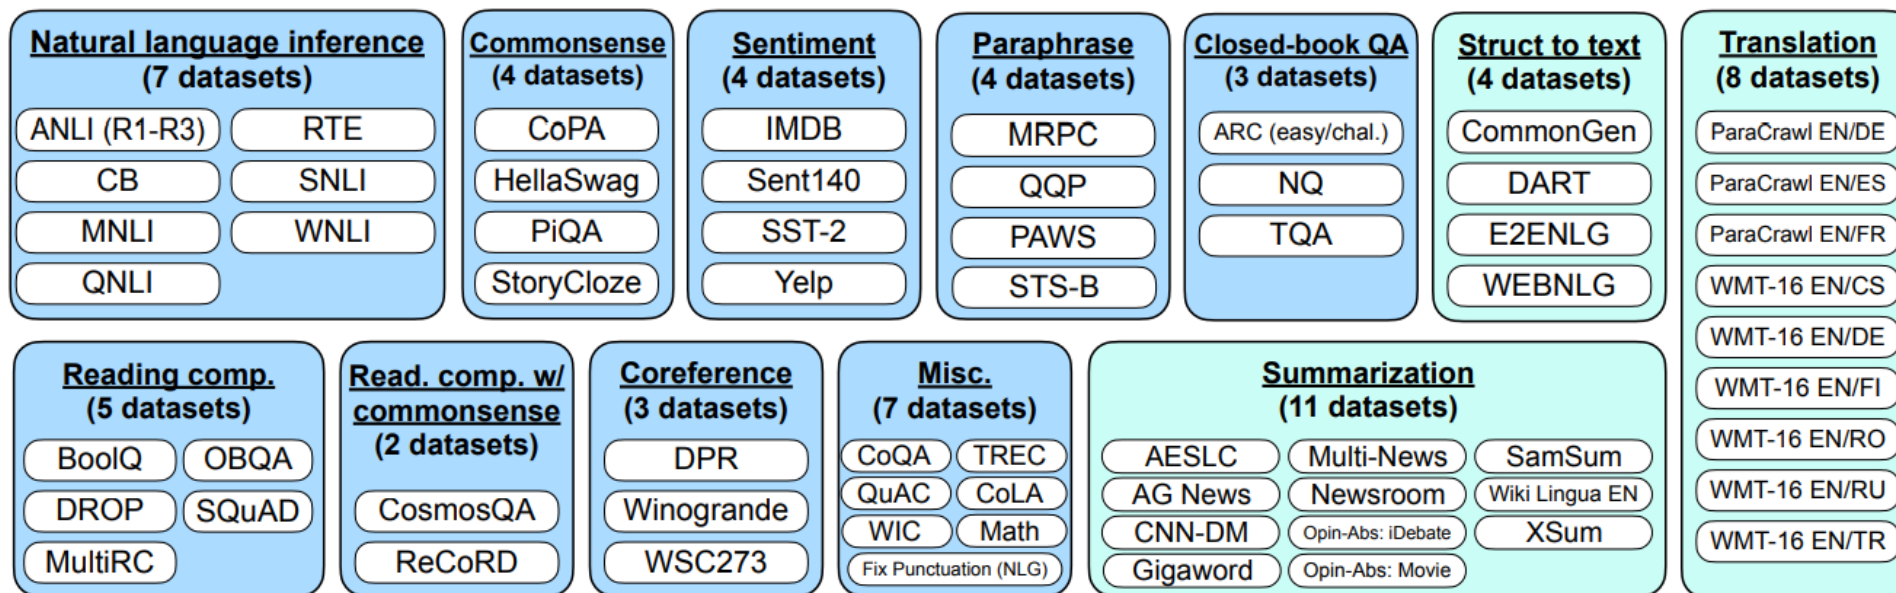 Natural language inference
(7 datasets)
ANLI (R1-R3)
RTE
CB
SNLI
MNLI
WNLI
QNLI
Commonsense
(4 datasets)
CoPA
HellaSwag
PiQA
StoryCloze
Sentiment
(4 datasets)
IMDB
Sent140
SST-2
Yelp
Paraphrase
(4 datasets)
MRPC
QQP
PAWS
STS-B
Closed-book QA
(3 datasets)
ARC (easy/chal.)
NQ
TQA
Struct to text
(4 datasets)
CommonGen
DART
E2ENLG
WEBNLG
Translation
(8 datasets)
ParaCrawl EN/DE
ParaCrawl EN/ES
ParaCrawl EN/FR
WMT-16 EN/CS
WMT-16 EN/DE
WMT-16 EN/FI
WMT-16 EN/RO
WMT-16 EN/RU
WMT-16 EN/TR
Reading comp.
(5 datasets)
BoolQ
OBQA
DROP
SQuAD
MultiRC
Read. comp. w/
commonsense
(2 datasets)
CosmosQA
ReCoRD
Coreference
(3 datasets)
DPR
Winogrande
WSC273
Misc.
(7 datasets)
CoQA
TREC
QuAC
CoLA
WIC
Math
Fix Punctuation (NLG)
Summarization
(11 datasets)
AESLC
Multi-News
SamSum
AG News
Newsroom
Wiki Lingua EN
CNN-DM
Opin-Abs: iDebate
XSum
Gigaword
Opin-Abs: Movie